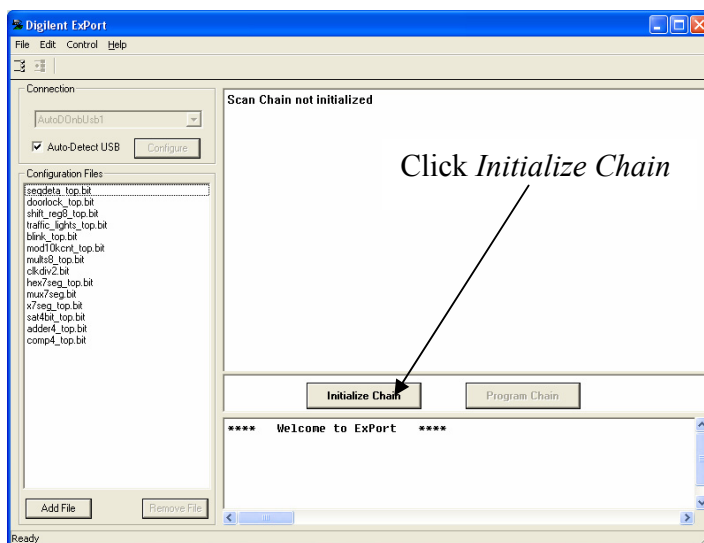 Digilent ExPort
File Edit Control Help
Connection
AutoDOnbUsb1
Auto-Detect USB
Configure
Configuration Files
seqdeta_top.bit
doorlock_top.bit
shift_reg8_top.bit
traffic_lights_top.bit
blink_top.bit
mod10kcnt_top.bit
mults8_top.bit
clkdiv2.bit
hex7seg_top.bit
mux7seg.bit
x7seg_top.bit
sat4bit_top.bit
adder4_top.bit
comp4_top.bit
Add File
Remove File
Scan Chain not initialized
Click Initialize Chain
Initialize Chain
Program Chain
**** Welcome to ExPort ****
Ready